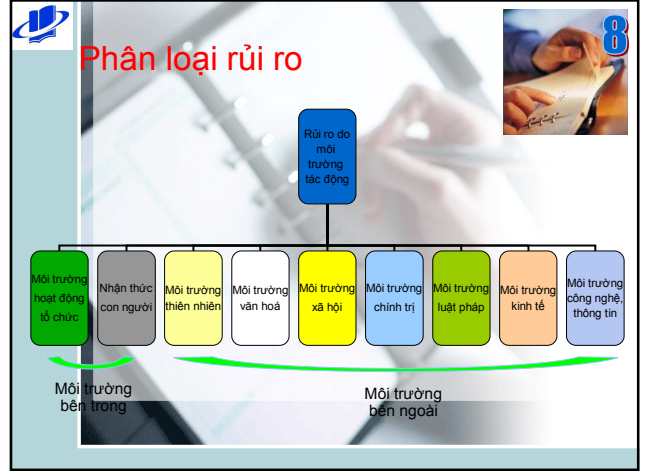 Phân loại rủi ro
8
Rủi ro do
môi
trường
tác động
Môi trường
hoạt động
tổ chức
Nhận thức
con người
Môi trường
thiên nhiên
Môi trường
văn hoá
Môi trường
xã hội
Môi trường
chính trị
Môi trường
luật pháp
Môi trường
kinh tế
Môi trường
công nghệ,
thông tin
Môi trường
bên trong
Môi trường
bên ngoài